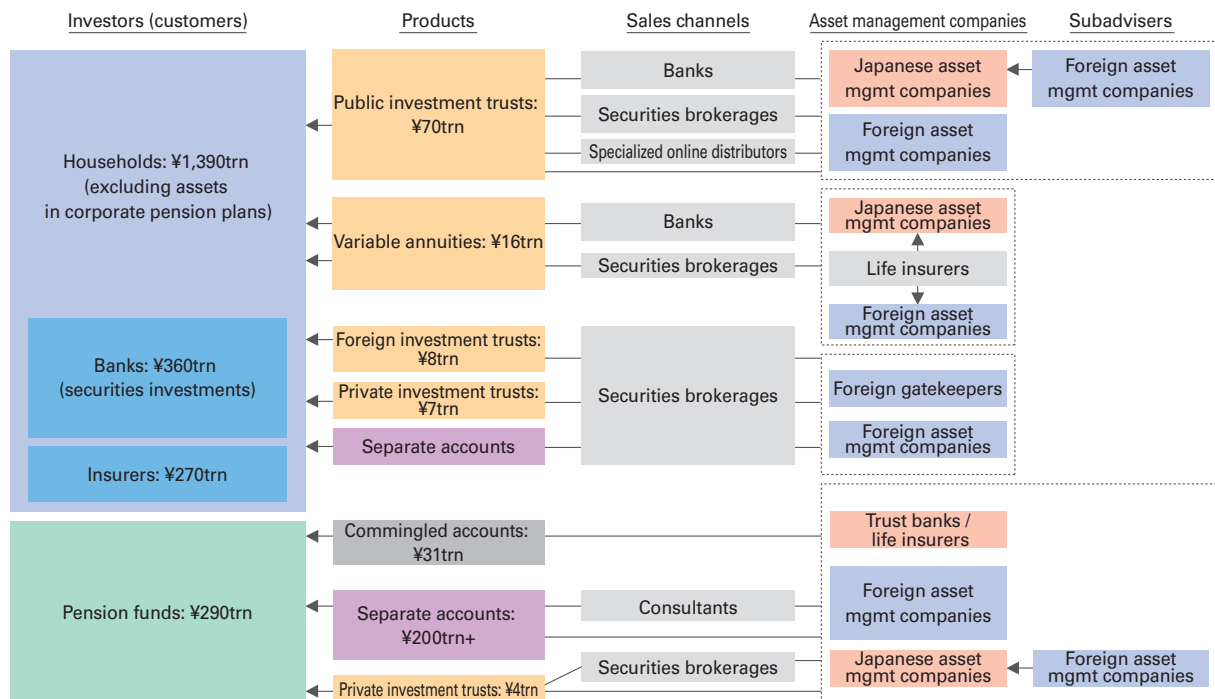 Investors (customers)
Products
Sales channels
Asset management companies
Subadvisers
Households: ¥1,390trn
(excluding assets
in corporate pension plans)
Banks: ¥360trn
(securities investments)
Insurers: ¥270trn
Pension funds: ¥290trn
Public investment trusts:
¥70trn
Variable annuities: ¥16trn
Foreign investment trusts:
¥8trn
Private investment trusts:
¥7trn
Separate accounts
Commingled accounts:
¥31trn
Separate accounts:
¥200trn+
Private investment trusts: ¥4trn
Banks
Securities brokerages
Specialized online distributors
Banks
Securities brokerages
Securities brokerages
Consultants
Securities brokerages
Japanese asset
mgmt companies
Foreign asset
mgmt companies
Japanese asset
mgmt companies
Life insurers
Foreign asset
mgmt companies
Foreign gatekeepers
Foreign asset
mgmt companies
Trust banks /
life insurers
Foreign asset
mgmt companies
Japanese asset
mgmt companies
Foreign asset
mgmt companies
Foreign asset
mgmt companies